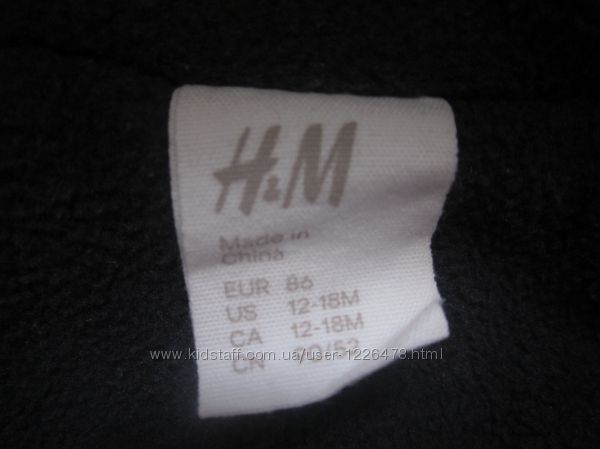 H&M
Made in
China
EUR 86
US 12-18M
CA 12-18M
CN 90/52
www.kidstaff.com.ua/user-1226478.html